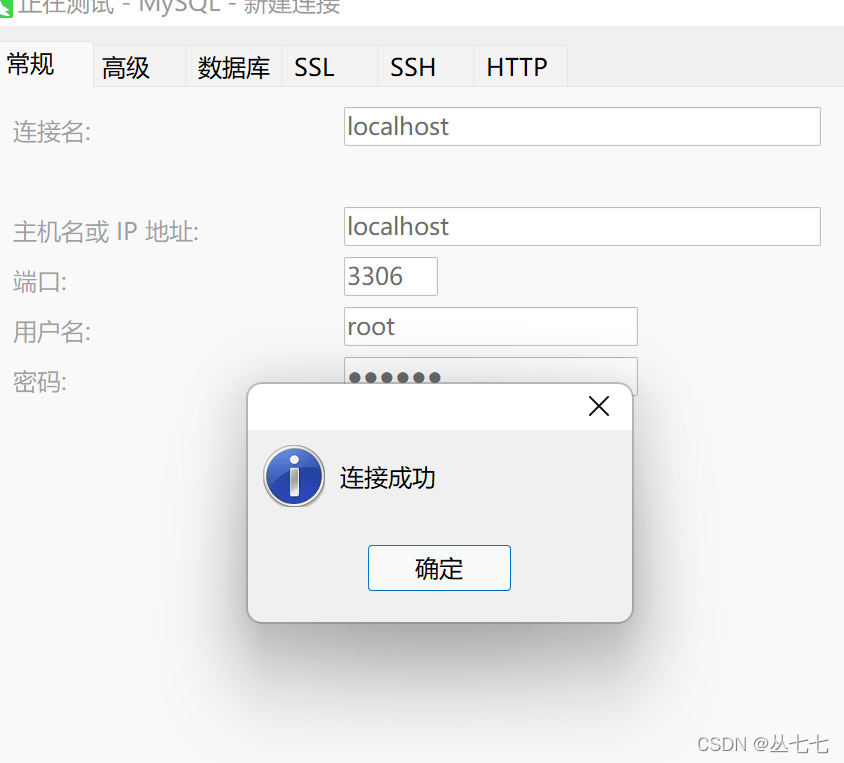 正在测试 - MySQL - 新建连接
常规 高级 数据库 SSL SSH HTTP
连接名: localhost
主机名或 IP 地址: localhost
端口: 3306
用户名: root
密码: ●●●●●●
连接成功
确定
CSDN @丛七七